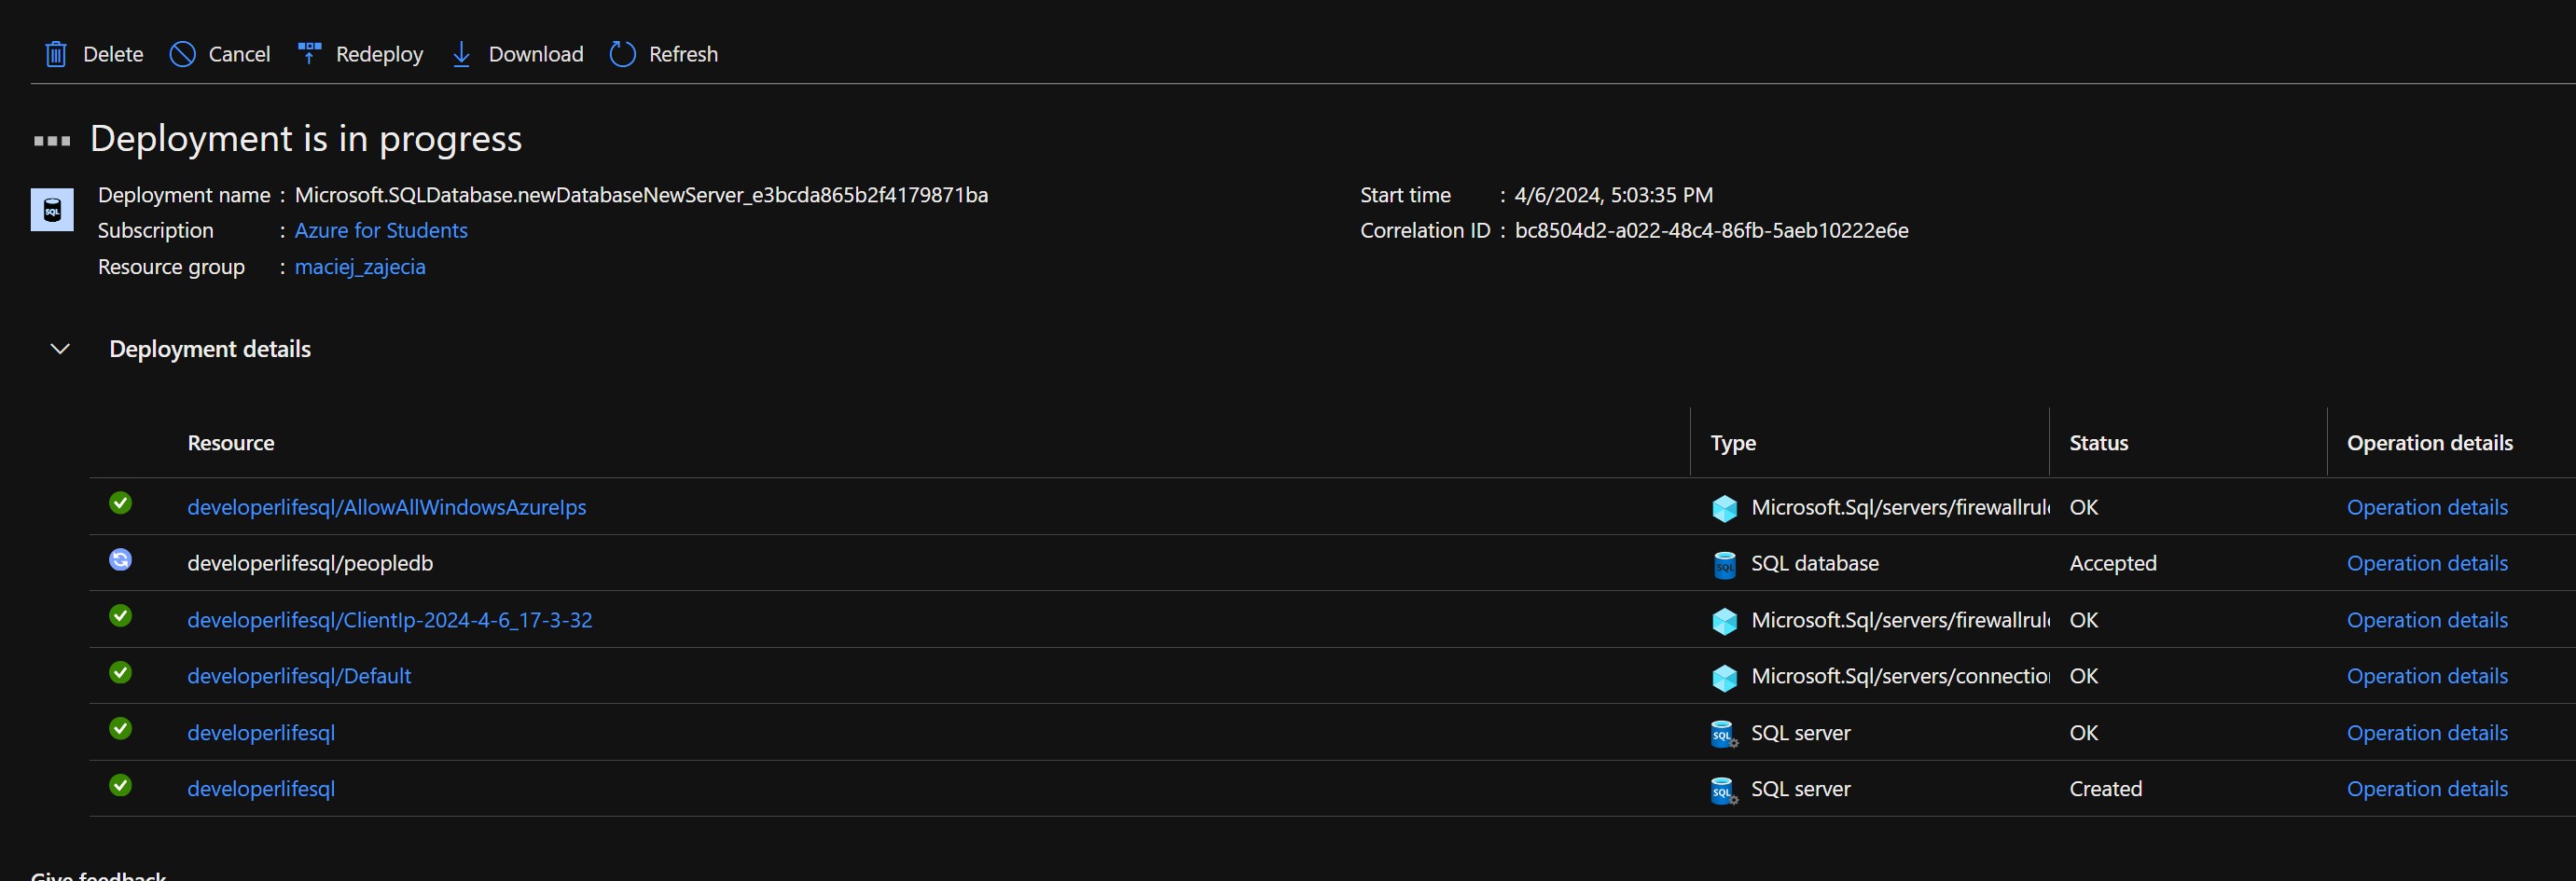 Delete Cancel Redeploy Download Refresh
Deployment is in progress
Deployment name : Microsoft.SQLDatabase.newDatabaseNewServer_e3bcda865b2f4179871ba
Subscription : Azure for Students
Resource group : maciej_zajecia
Start time : 4/6/2024, 5:03:35 PM
Correlation ID : bc8504d2-a022-48c4-86fb-5aeb10222e6e
Deployment details
Resource Type Status Operation details
developerlifesql/AllowAllWindowsAzureIps Microsoft.Sql/servers/firewallrul OK Operation details
developerlifesql/peopledb SQL database Accepted Operation details
developerlifesql/ClientIp-2024-4-6_17-3-32 Microsoft.Sql/servers/firewallrul OK Operation details
developerlifesql/Default Microsoft.Sql/servers/connectio OK Operation details
developerlifesql SQL server OK Operation details
developerlifesql SQL server Created Operation details
Give feedback